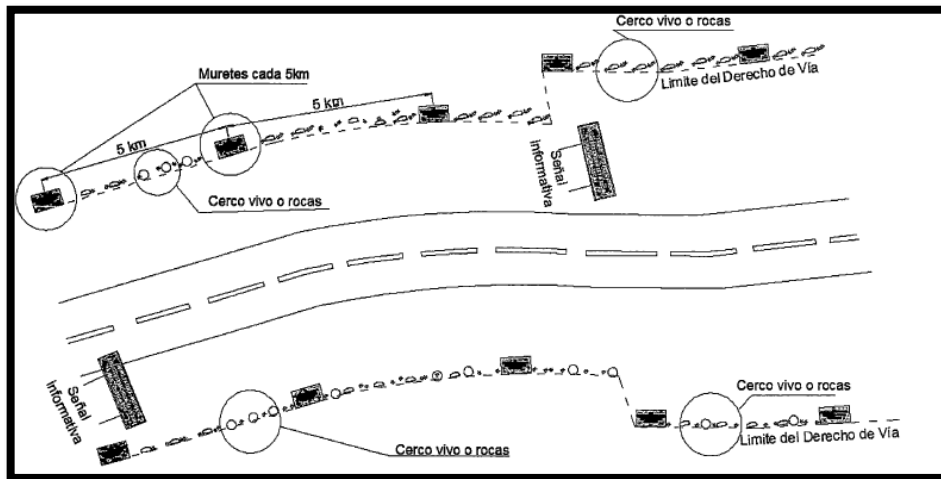 Cerco vivo o rocas
Muretes cada 5km
5 km
5 km
Limite del Derecho de Vía
Señal
informativa
Cerco vivo o rocas
Señal
informativa
Cerco vivo o rocas
Cerco vivo o rocas
Limite del Derecho de Vía